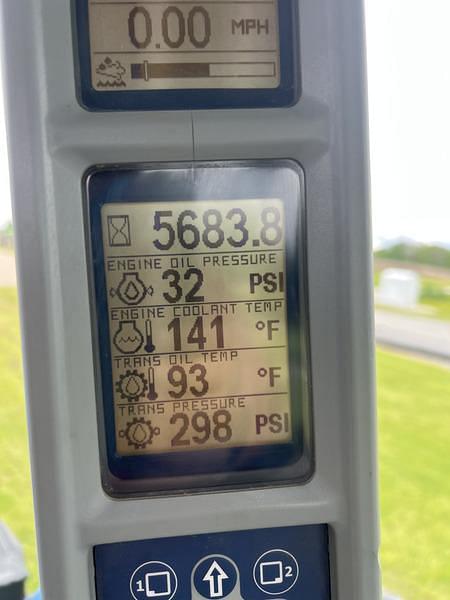 0.00 MPH
5683.8
ENGINE OIL PRESSURE
32 PSI
ENGINE COOLANT TEMP
141 °F
TRANS OIL TEMP
93 °F
TRANS PRESSURE
298 PSI
1 2